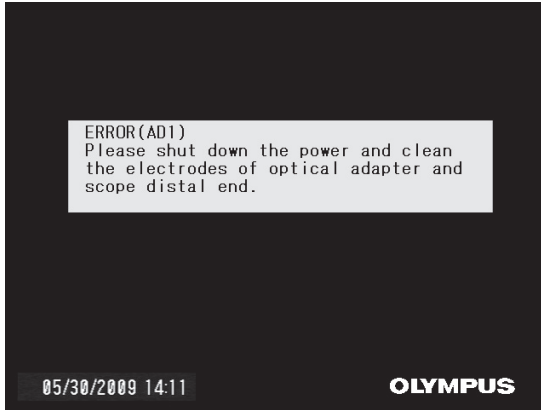 ERROR(AD1)
Please shut down the power and clean
the electrodes of optical adapter and
scope distal end.
05/30/2009 14:11
OLYMPUS